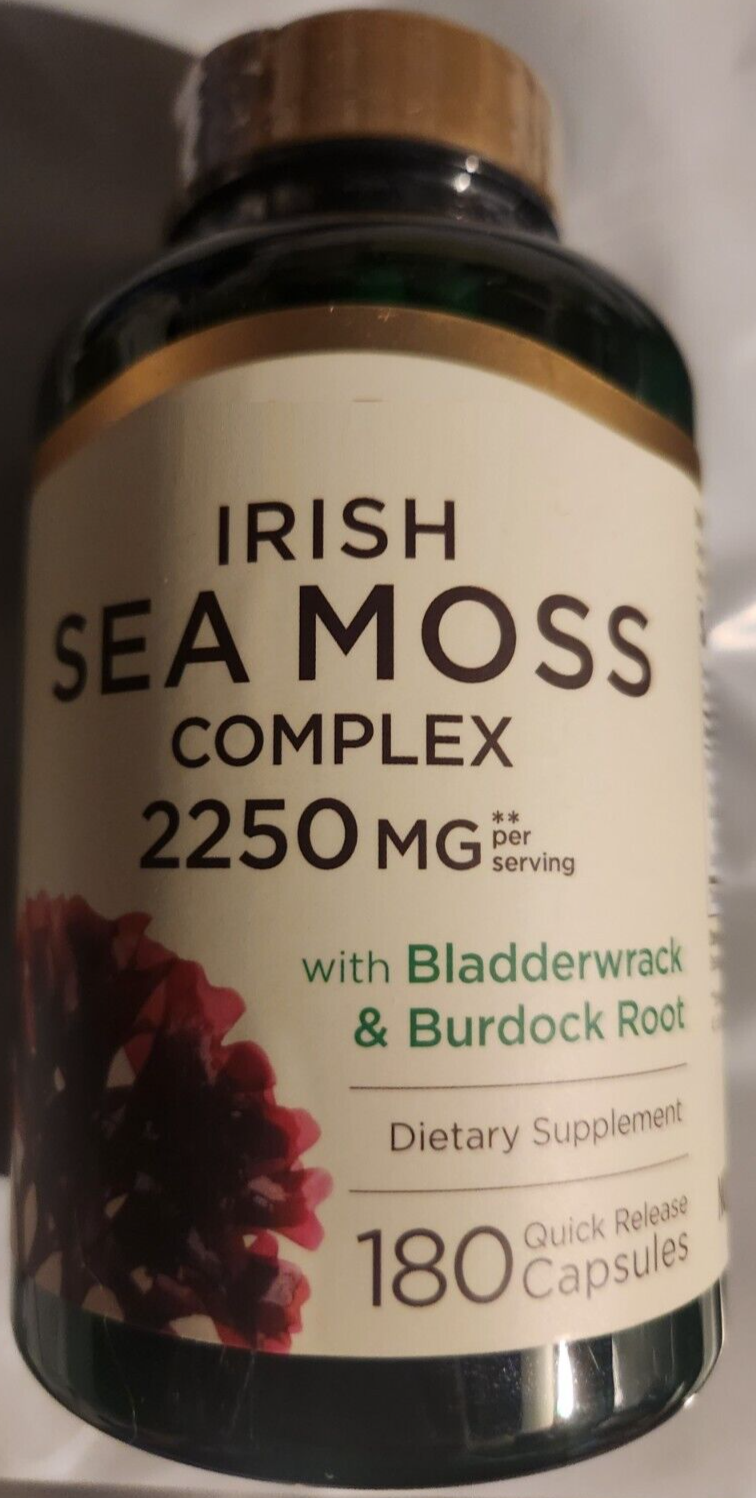 IRISH
SEA MOSS
COMPLEX
2250 MG** per serving
with Bladderwrack
& Burdock Root
Dietary Supplement
180 Quick Release
Capsules